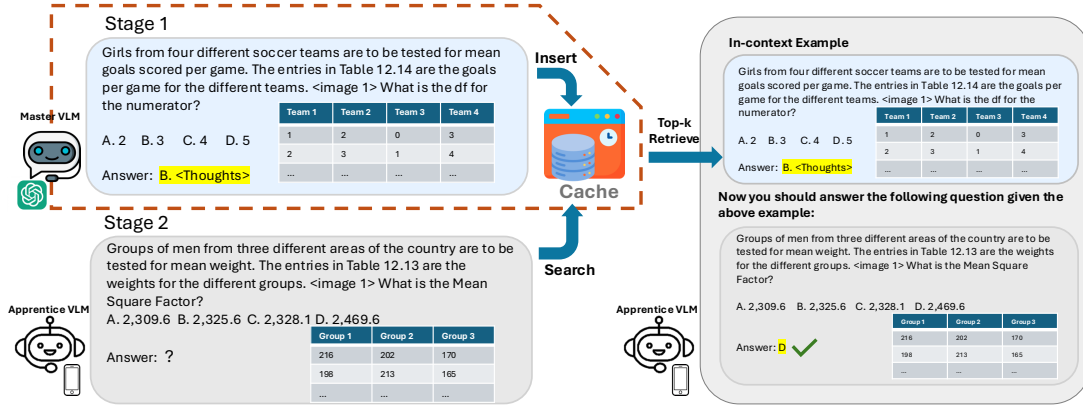 Stage 1
Girls from four different soccer teams are to be tested for mean
goals scored per game. The entries in Table 12.14 are the goals
per game for the different teams. <image 1> What is the df for
the numerator?
Team 1 Team 2 Team 3 Team 4
1 2 0 3
2 3 1 4
... ... ... ...
A. 2 B. 3 C. 4 D. 5
Answer: B. <Thoughts>
Master VLM
Insert
Cache
Search
Top-k
Retrieve
Stage 2
Groups of men from three different areas of the country are to be
tested for mean weight. The entries in Table 12.13 are the
weights for the different groups. <image 1> What is the Mean
Square Factor?
A. 2,309.6 B. 2,325.6 C. 2,328.1 D. 2,469.6
Group 1 Group 2 Group 3
216 202 170
198 213 165
... ... ...
Answer: ?
Apprentice VLM
In-context Example
Girls from four different soccer teams are to be tested for mean
goals scored per game. The entries in Table 12.14 are the goals
per game for the different teams. <image 1> What is the df for the
numerator?
Team 1 Team 2 Team 3 Team 4
1 2 0 3
2 3 1 4
... ... ... ...
A. 2 B. 3 C. 4 D. 5
Answer: B. <Thoughts>
Now you should answer the following question given the
above example:
Groups of men from three different areas of the country are to be
tested for mean weight. The entries in Table 12.13 are the weights
for the different groups. <image 1> What is the Mean Square
Factor?
A. 2,309.6 B. 2,325.6 C. 2,328.1 D. 2,469.6
Group 1 Group 2 Group 3
216 202 170
198 213 165
... ... ...
Answer: D
Apprentice VLM